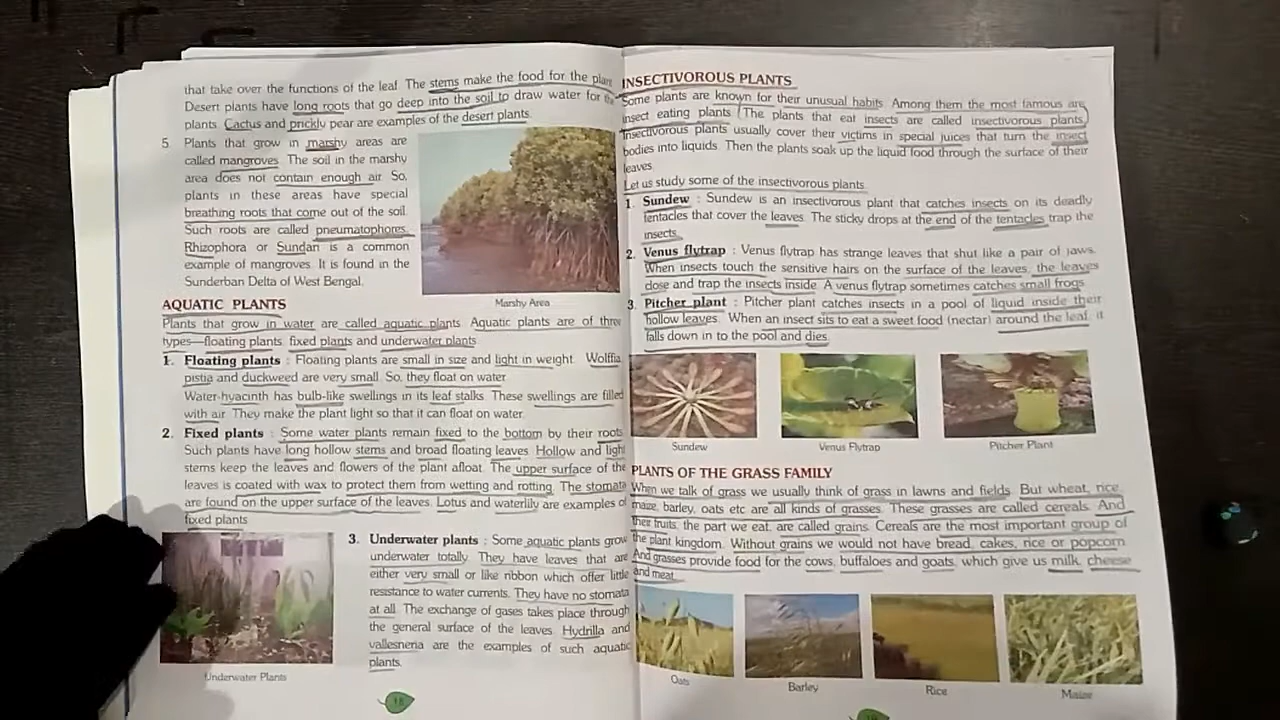 that take over the functions of the leaf. The stems make the food for the plant.
Desert plants have long roots that go deep into the soil to draw water for the
plants. Cactus and prickly pear are examples of the desert plants.
5. Plants that grow in marshy areas are
called mangroves. The soil in the marshy
area does not contain enough air. So,
plants in these areas have special
breathing roots that come out of the soil.
Such roots are called pneumatophores.
Rhizophora or Sundari is a common
example of mangroves. It is found in the
Sunderban Delta of West Bengal.
Marshy Area
AQUATIC PLANTS
Plants that grow in water are called aquatic plants. Aquatic plants are of three
types—floating plants, fixed plants and underwater plants.
1. Floating plants : Floating plants are small in size and light in weight. Wolffia,
pistia and duckweed are very small. So, they float on water.
Water-hyacinth has bulb-like swellings in its leaf stalks. These swellings are filled
with air. They make the plant light so that it can float on water.
2. Fixed plants : Some water plants remain fixed to the bottom by their roots.
Such plants have long hollow stems and broad floating leaves. Hollow and light
stems keep the leaves and flowers of the plant afloat. The upper surface of the
leaves is coated with wax to protect them from wetting and rotting. The stomata
are found on the upper surface of the leaves. Lotus and waterlily are examples of
fixed plants.
3. Underwater plants : Some aquatic plants grow
underwater totally. They have leaves that are
either very small or like ribbon which offer little
resistance to water currents. They have no stomata
at all. The exchange of gases takes place through
the general surface of the leaves. Hydrilla and
vallesneria are the examples of such aquatic
plants.
Underwater Plants
18
INSECTIVOROUS PLANTS
Some plants are known for their unusual habits. Among them the most famous are
insect eating plants. The plants that eat insects are called insectivorous plants.
Insectivorous plants usually cover their victims in special juices that turn the insect
bodies into liquids. Then the plants soak up the liquid food through the surface of their
leaves.
Let us study some of the insectivorous plants.
1. Sundew : Sundew is an insectivorous plant that catches insects on its deadly
tentacles that cover the leaves. The sticky drops at the end of the tentacles trap the
insects.
2. Venus flytrap : Venus flytrap has strange leaves that shut like a pair of jaws.
When insects touch the sensitive hairs on the surface of the leaves, the leaves
close and trap the insects inside. A venus flytrap sometimes catches small frogs.
3. Pitcher plant : Pitcher plant catches insects in a pool of liquid inside their
hollow leaves. When an insect sits to eat a sweet food (nectar) around the leaf, it
falls down in to the pool and dies.
Sundew
Venus Flytrap
Pitcher Plant
PLANTS OF THE GRASS FAMILY
When we talk of grass we usually think of grass in lawns and fields. But wheat, rice,
maize, barley, oats etc are all kinds of grasses. These grasses are called cereals. And
their fruits, the part we eat, are called grains. Cereals are the most important group of
the plant kingdom. Without grains we would not have bread, cakes, rice or popcorn.
And grasses provide food for the cows, buffaloes and goats, which give us milk, cheese
and meat.
Oats
Barley
Rice
Maize
19